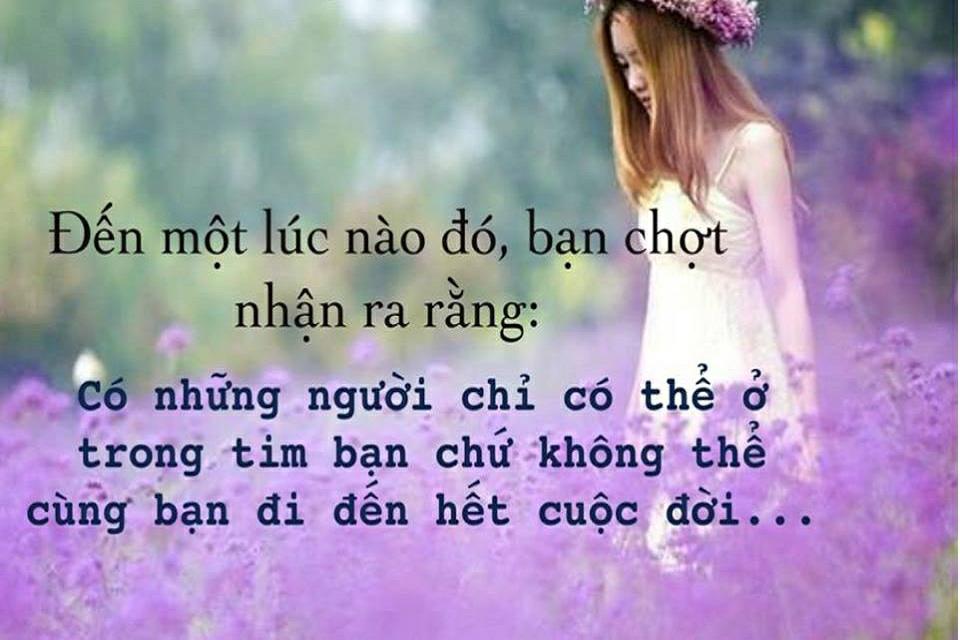 Đến một lúc nào đó, bạn chợt
nhận ra rằng:
Có những người chỉ có thể ở
trong tim bạn chứ không thể
cùng bạn đi đến hết cuộc đời...